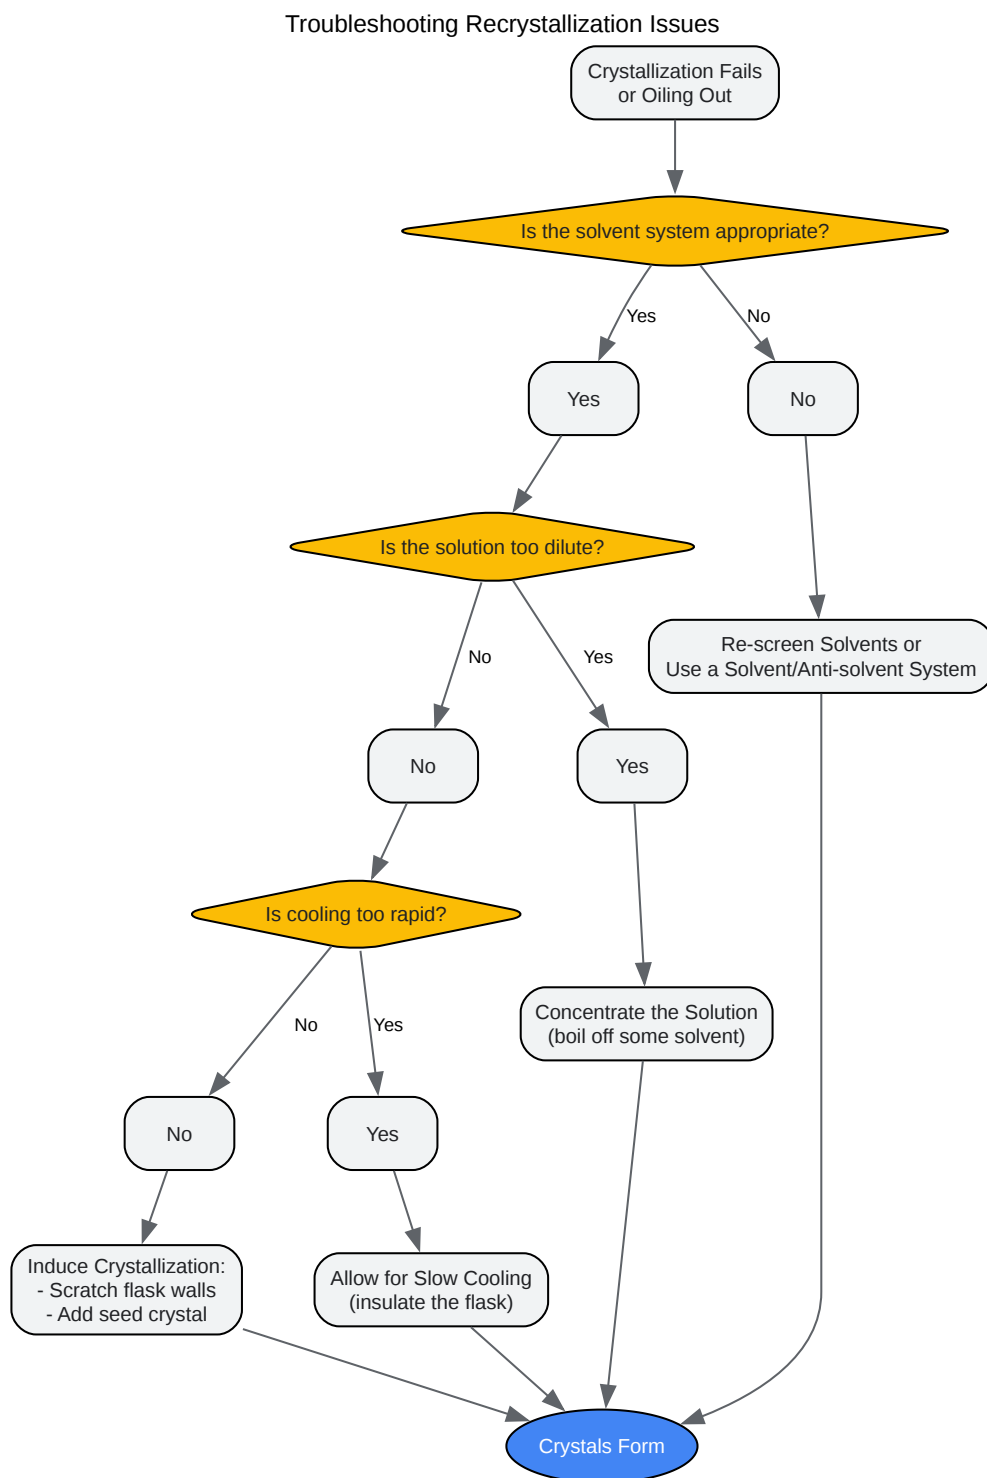 Troubleshooting Recrystallization Issues
Crystallization Fails
or Oiling Out
Is the solvent system appropriate?
Yes
No
Yes
No
Is the solution too dilute?
No
Yes
Re-screen Solvents or
Use a Solvent/Anti-solvent System
No
Yes
Is cooling too rapid?
Concentrate the Solution
(boil off some solvent)
No
Yes
No
Yes
Induce Crystallization:
- Scratch flask walls
- Add seed crystal
Allow for Slow Cooling
(insulate the flask)
Crystals Form